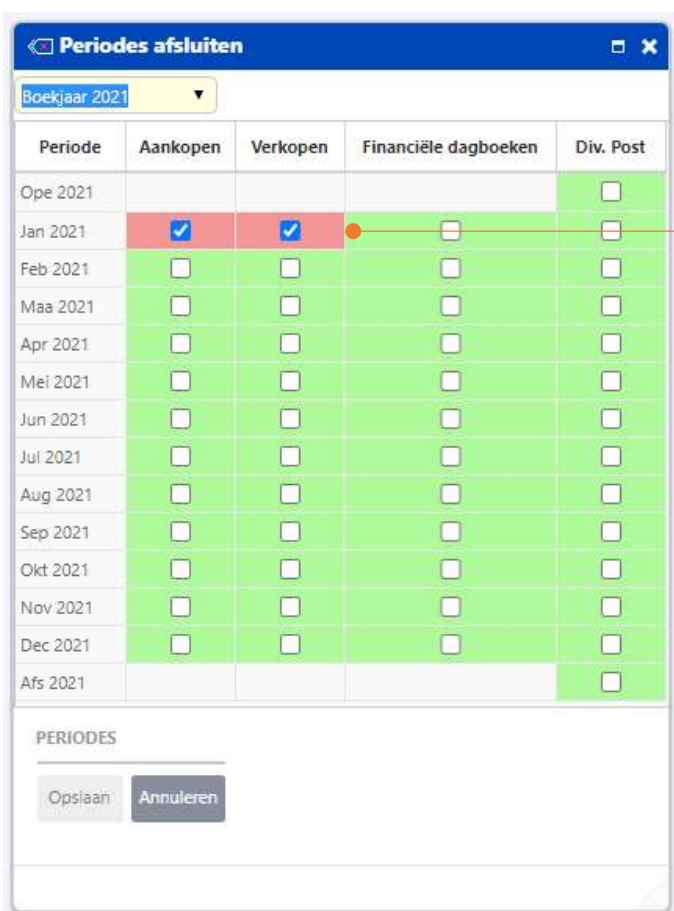 Periodes afsluiten
Boekjaar 2021
Periode Aankopen Verkopen Financiële dagboeken Div. Post
Ope 2021
Jan 2021
Feb 2021
Maa 2021
Apr 2021
Mei 2021
Jun 2021
Jul 2021
Aug 2021
Sep 2021
Okt 2021
Nov 2021
Dec 2021
Afs 2021
PERIODES
Opslaan Annuleren